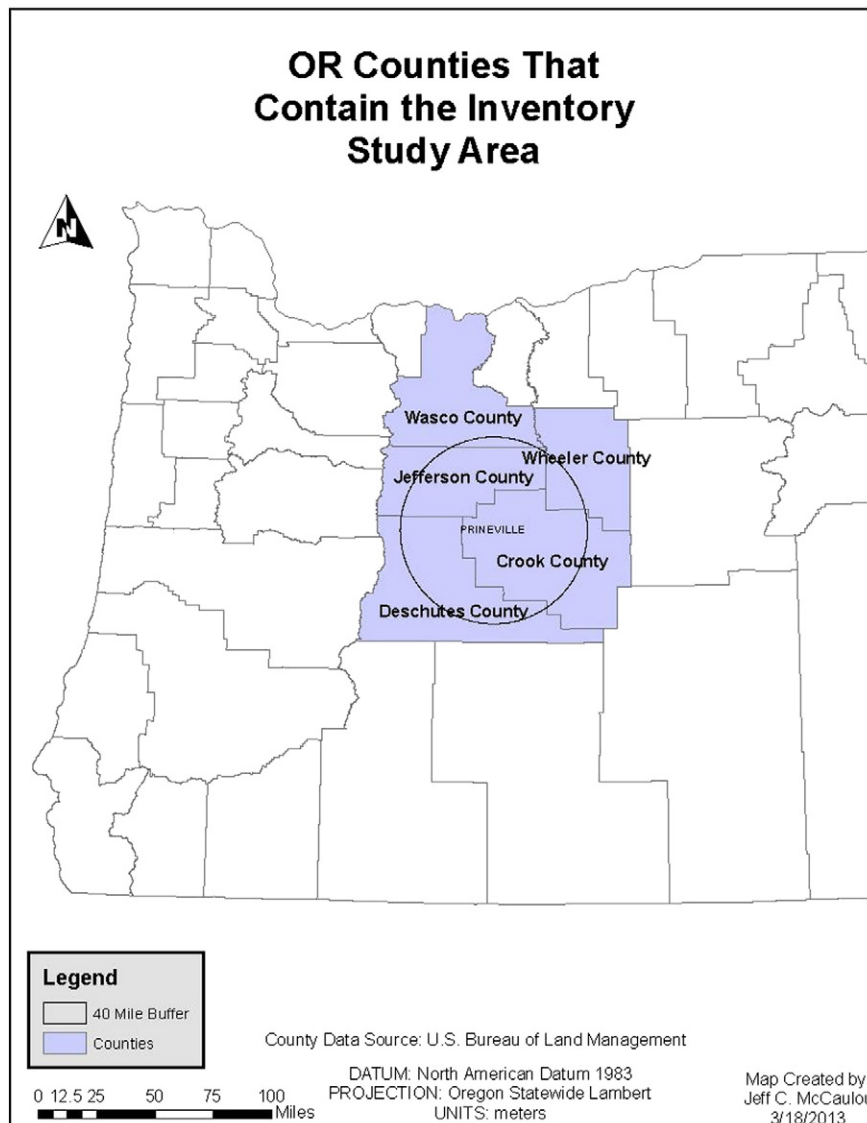 OR Counties That
Contain the Inventory
Study Area
N
Wasco County
Wheeler County
Jefferson County
PRINEVILLE
Crook County
Deschutes County
Legend
40 Mile Buffer
Counties
County Data Source: U.S. Bureau of Land Management
DATUM: North American Datum 1983
PROJECTION: Oregon Statewide Lambert
UNITS: meters
0 12.5 25 50 75 100
Miles
Map Created by
Jeff C. McCaulou
3/18/2013